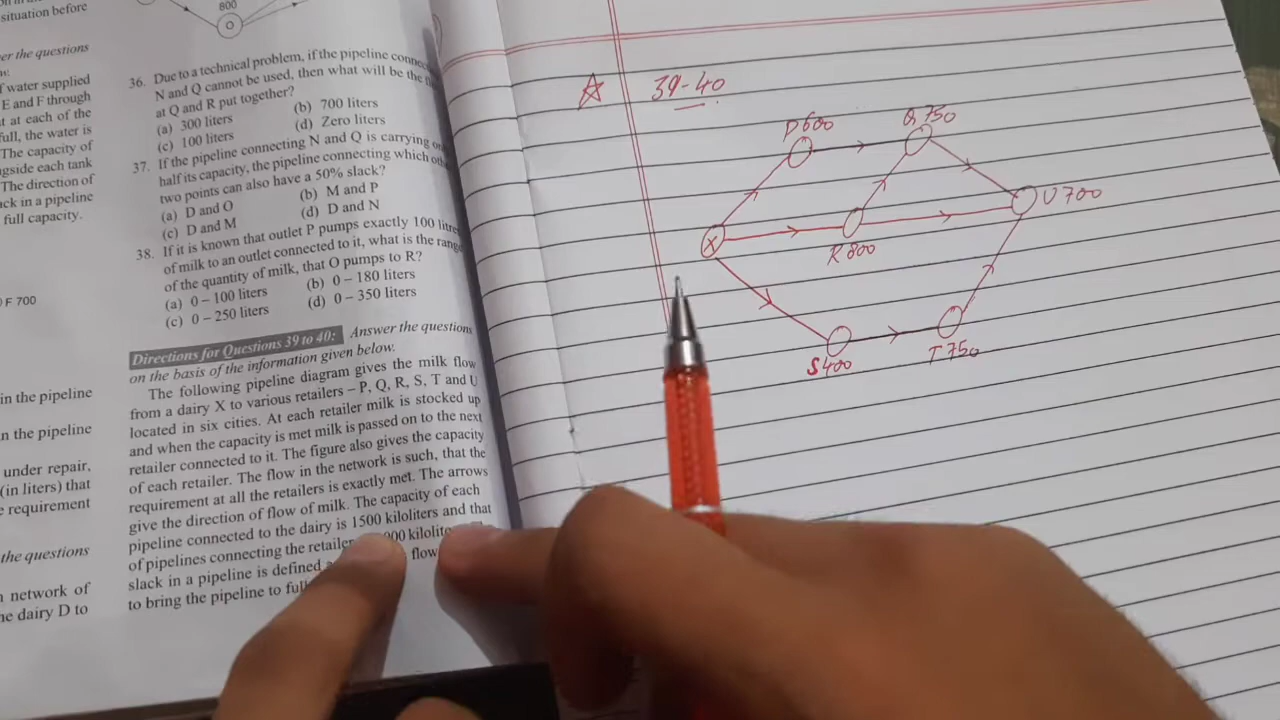 situation before
800
O
er the questions
f water supplied
E and F through
t at each of the
full, the water is
The capacity of
ngside each tank
The direction of
ck in a pipeline
full capacity.
F 700
in the pipeline
n the pipeline
under repair,
(in liters) that
e requirement
the questions
n network of
ne dairy D to
36. Due to a technical problem, if the pipeline
N and Q cannot be used, then what will be the
at Q and R put together?
(a) 300 liters (b) 700 liters
(c) 100 liters (d) Zero liters
37. If the pipeline connecting N and Q is carrying
half its capacity, the pipeline connecting which
two points can also have a 50% slack?
(a) D and O (b) M and P
(c) D and M (d) D and N
38. If it is known that outlet P pumps exactly 100
of milk to an outlet connected to it, what is the range
of the quantity of milk, that O pumps to R?
(a) 0 – 100 liters (b) 0 – 180 liters
(c) 0 – 250 liters (d) 0 – 350 liters
Directions for Questions 39 to 40: Answer the questions
on the basis of the information given below.
The following pipeline diagram gives the milk flow
from a dairy X to various retailers – P, Q, R, S, T and U
located in six cities. At each retailer milk is stocked up
and when the capacity is met milk is passed on to the next
retailer connected to it. The figure also gives the capacity
of each retailer. The flow in the network is such, that the
requirement at all the retailers is exactly met. The arrows
give the direction of flow of milk. The capacity of each
pipeline connected to the dairy is 1500 kiloliters and that
of pipelines connecting the
slack in a pipeline is defined flow
to bring the pipeline to
39-40
P 600
Q 750
X
R 800
U 700
S 400
T 750